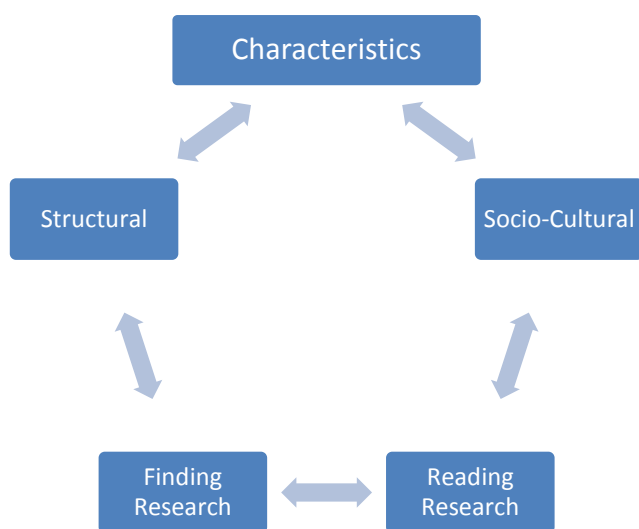 Characteristics
Structural
Socio-Cultural
Finding
Research
Reading
Research